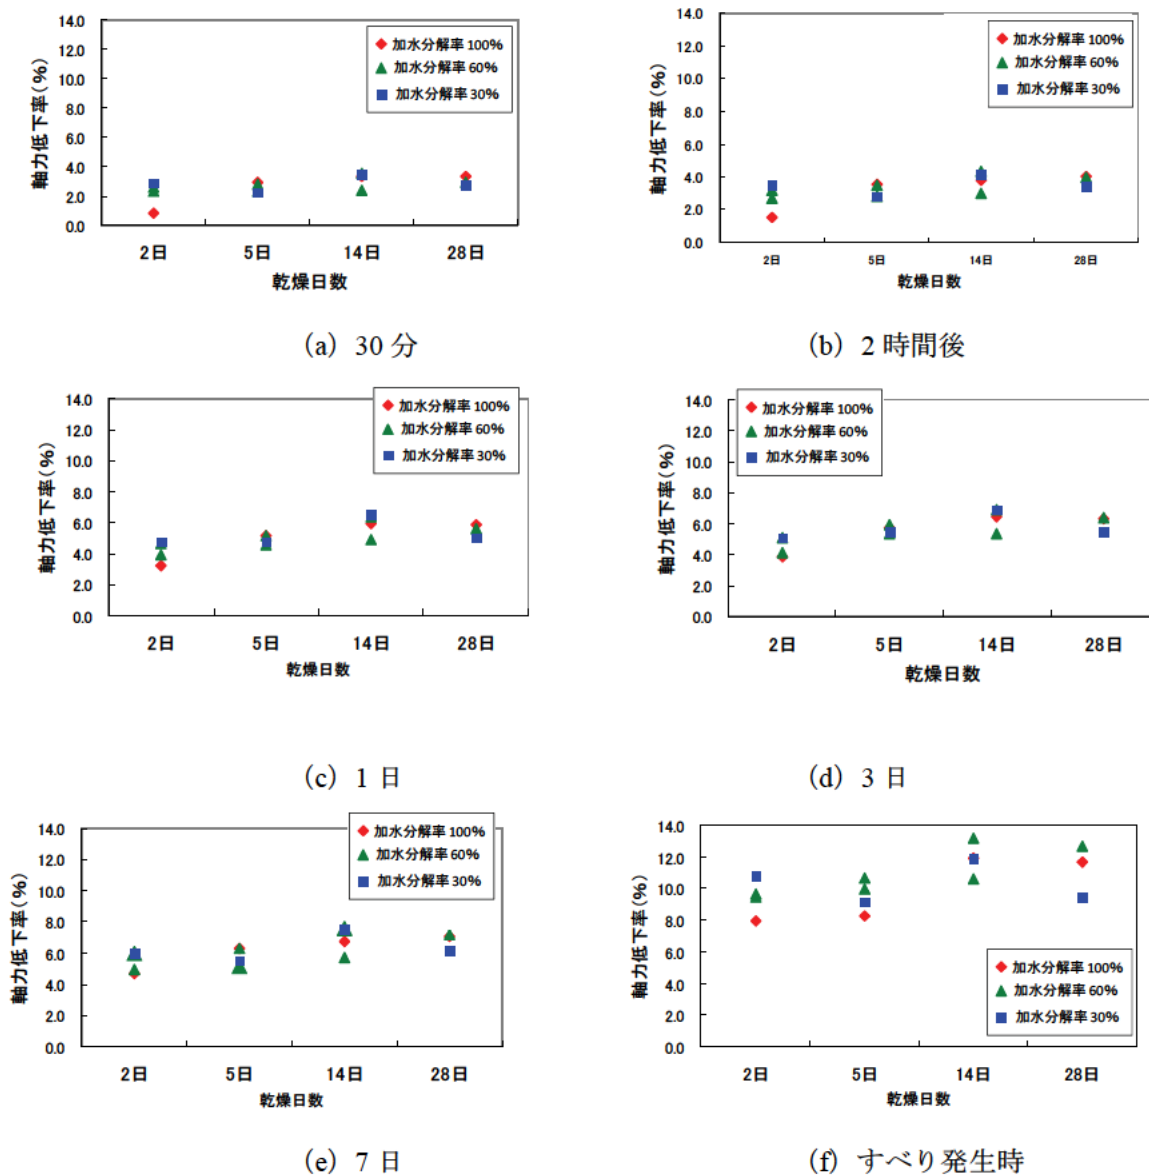 14.0
12.0
10.0
8.0
6.0
4.0
2.0
0.0
軸力低下率(%)
加水分解率 100%
加水分解率 60%
加水分解率 30%
2日 5日 14日 28日
乾燥日数
(a) 30 分
14.0
12.0
10.0
8.0
6.0
4.0
2.0
0.0
軸力低下率(%)
加水分解率 100%
加水分解率 60%
加水分解率 30%
2日 5日 14日 28日
乾燥日数
(b) 2 時間後
14.0
12.0
10.0
8.0
6.0
4.0
2.0
0.0
軸力低下率(%)
加水分解率 100%
加水分解率 60%
加水分解率 30%
2日 5日 14日 28日
乾燥日数
(c) 1 日
14.0
12.0
10.0
8.0
6.0
4.0
2.0
0.0
軸力低下率(%)
加水分解率 100%
加水分解率 60%
加水分解率 30%
2日 5日 14日 28日
乾燥日数
(d) 3 日
14.0
12.0
10.0
8.0
6.0
4.0
2.0
0.0
軸力低下率(%)
加水分解率 100%
加水分解率 60%
加水分解率 30%
2日 5日 14日 28日
乾燥日数
(e) 7 日
14.0
12.0
10.0
8.0
6.0
4.0
2.0
0.0
軸力低下率(%)
加水分解率 100%
加水分解率 60%
加水分解率 30%
2日 5日 14日 28日
乾燥日数
(f) すべり発生時